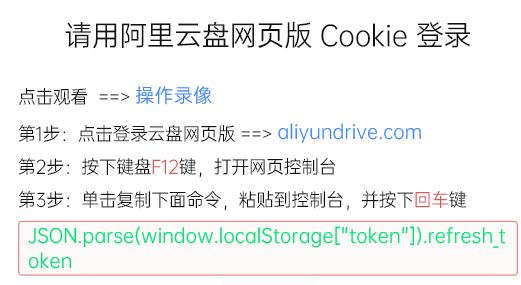 请用阿里云盘网页版 Cookie 登录
点击观看 ==> 操作录像
第1步：点击登录云盘网页版 ==> aliyundrive.com
第2步：按下键盘F12键，打开网页控制台
第3步：单击复制下面命令，粘贴到控制台，并按下回车键
JSON.parse(window.localStorage["token"]).refresh_t
oken